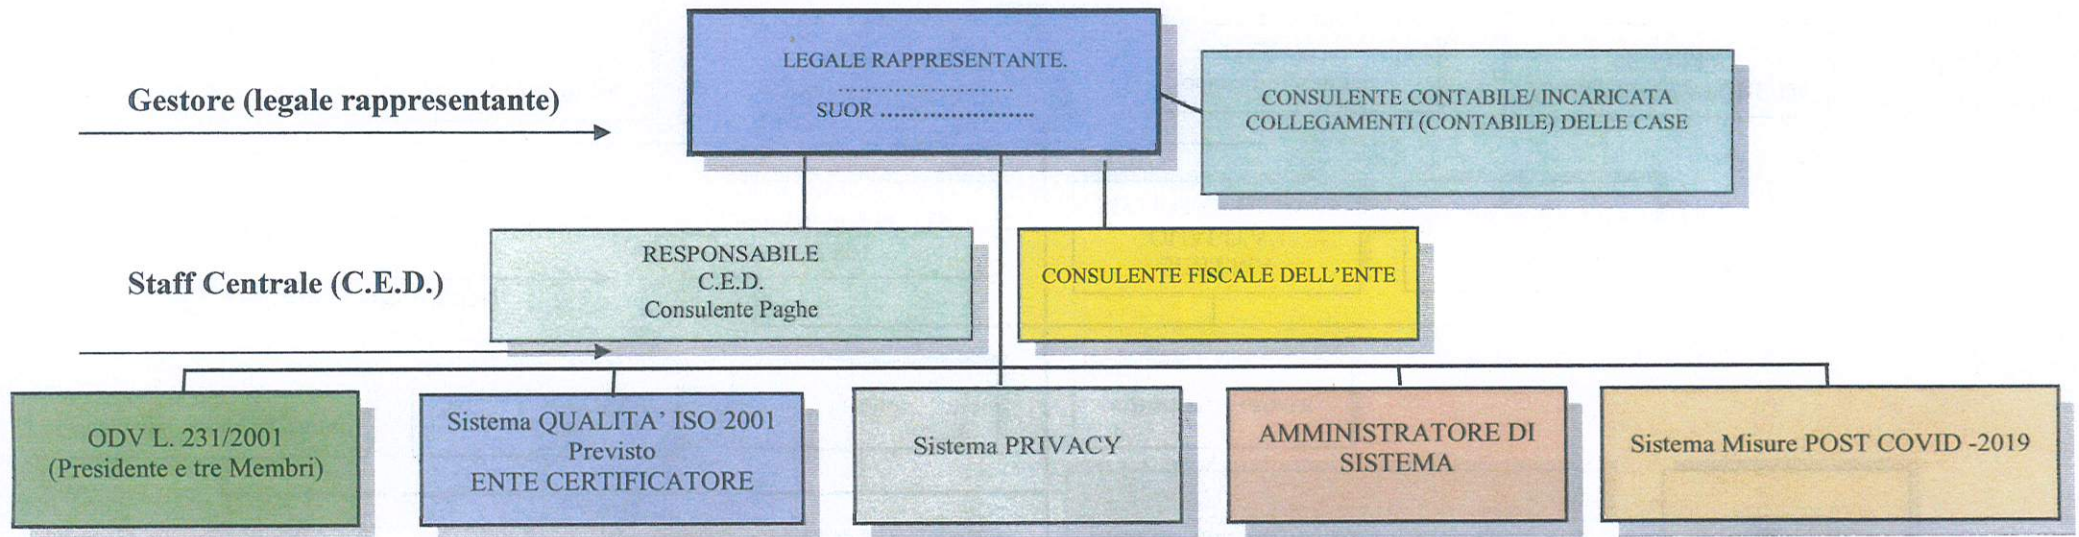 LEGALE RAPPRESENTANTE.
..........................
SUOR ......................
Gestore (legale rappresentante)
CONSULENTE CONTABILE/ INCARICATA
COLLEGAMENTI (CONTABILE) DELLE CASE
RESPONSABILE
C.E.D.
Consulente Paghe
CONSULENTE FISCALE DELL'ENTE
Staff Centrale (C.E.D.)
ODV L. 231/2001
(Presidente e tre Membri)
Sistema QUALITA' ISO 2001
Previsto
ENTE CERTIFICATORE
Sistema PRIVACY
AMMINISTRATORE DI
SISTEMA
Sistema Misure POST COVID -2019